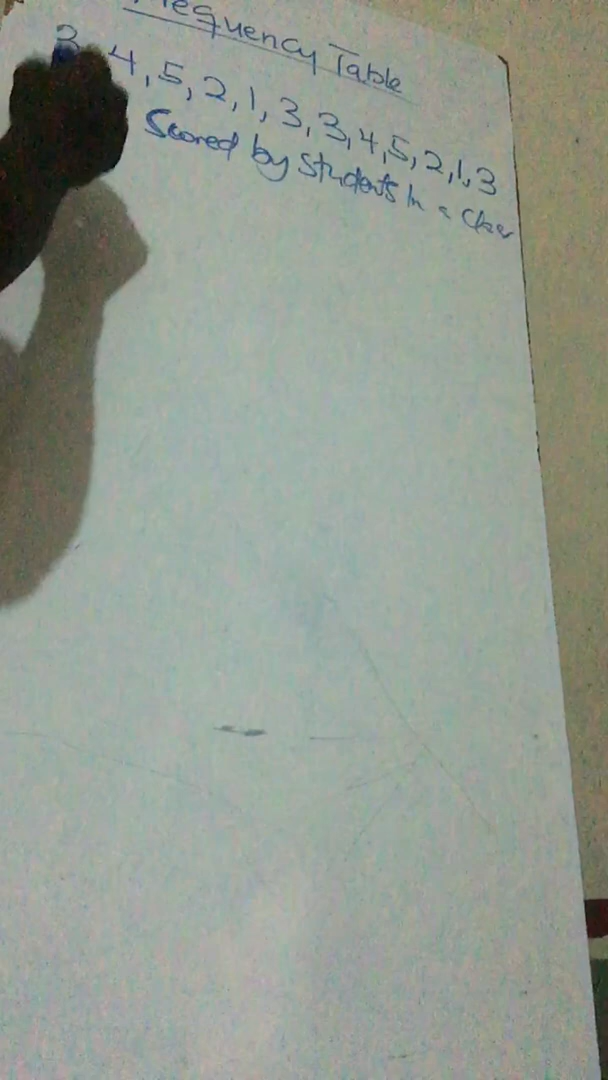 Frequency Table
3, 4, 5, 2, 1, 3, 3, 4, 5, 2, 1, 3
Scored by students in a class